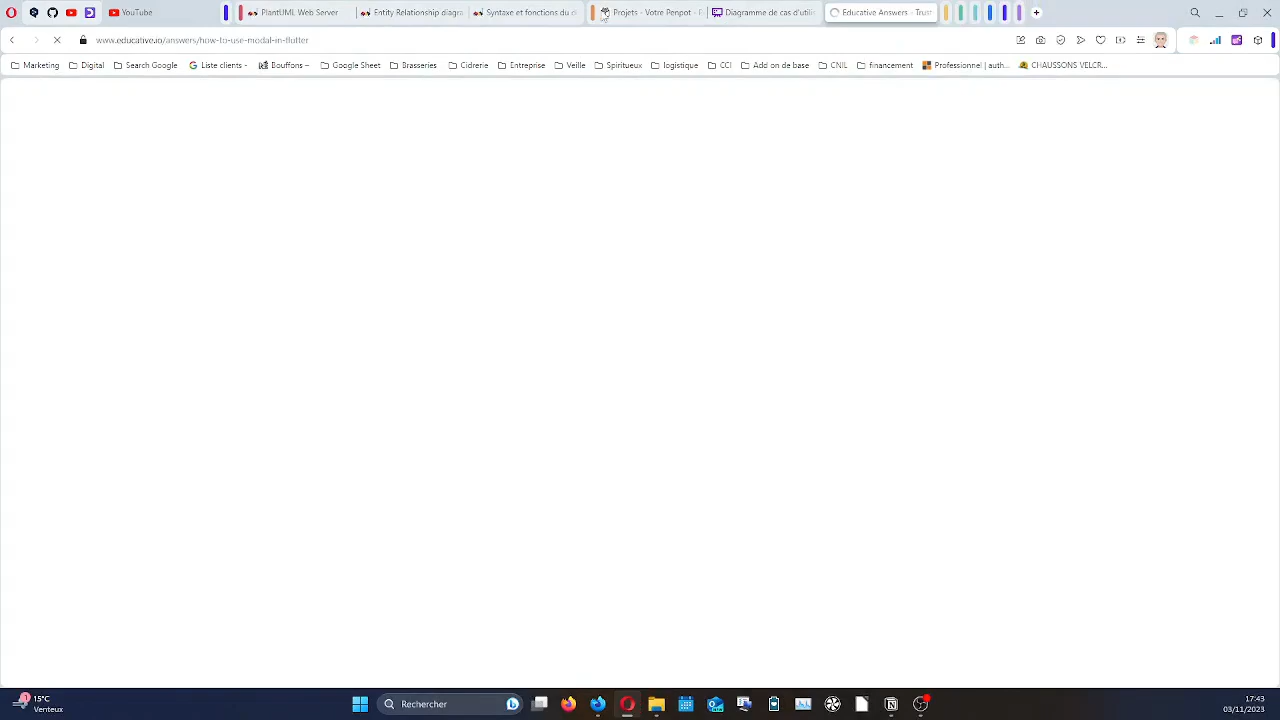 YouTube
PlantUML Web Server
Entity Relationship diagra
Syntaxe et fonctions du di
Projets - Votre Penpot - P
Diagramme de cas d'utilis
Educative Answers - Trust
www.educative.io/answers/how-to-use-modal-in-flutter
Marketing
Digital
Search Google
Liste clients -
Bouffons –
Google Sheet
Brasseries
Cidrerie
Entreprise
Veille
Spiritueux
logistique
CCI
Add on de base
CNIL
financement
Professionnel | auth...
CHAUSSONS VELCR...
1
15°C
Venteux
Rechercher
17:43
03/11/2023